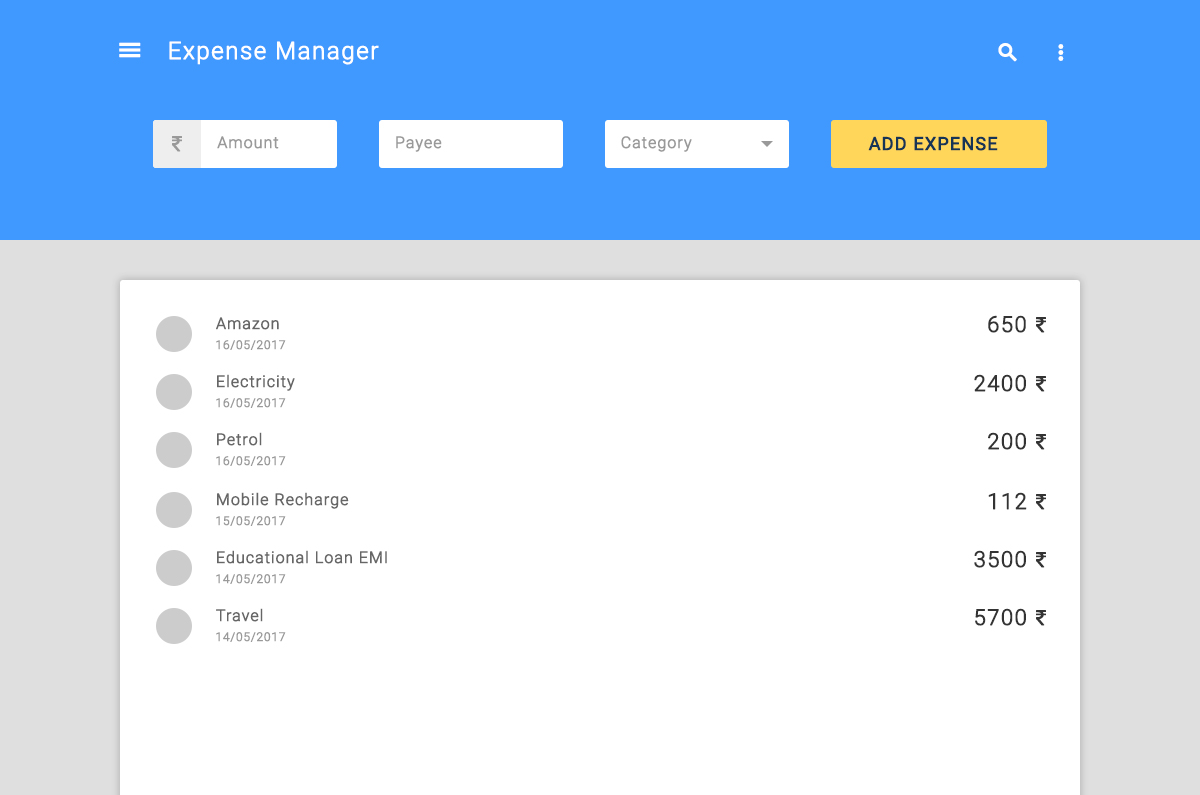 Expense Manager
₹ Amount Payee Category ADD EXPENSE
Amazon 650 ₹
16/05/2017
Electricity 2400 ₹
16/05/2017
Petrol 200 ₹
16/05/2017
Mobile Recharge 112 ₹
15/05/2017
Educational Loan EMI 3500 ₹
14/05/2017
Travel 5700 ₹
14/05/2017